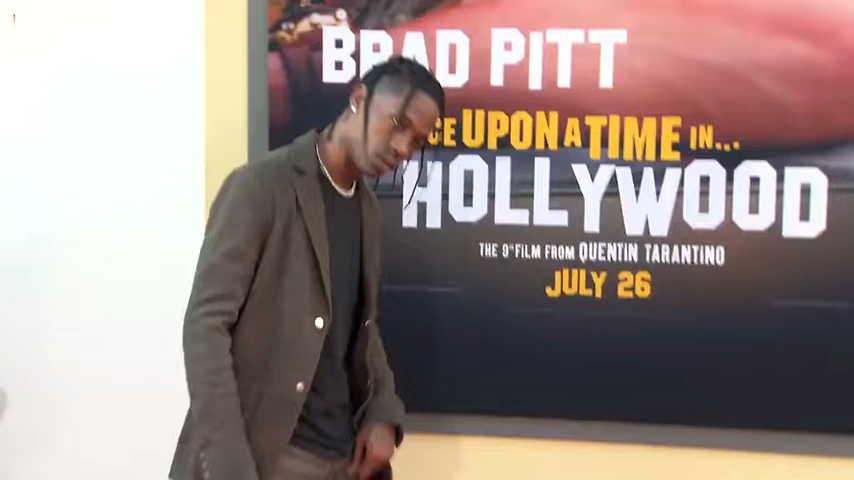 BRAD PITT
UPON A TIME IN...
HOLLYWOOD
THE 9TH FILM FROM QUENTIN TARANTINO
JULY 26